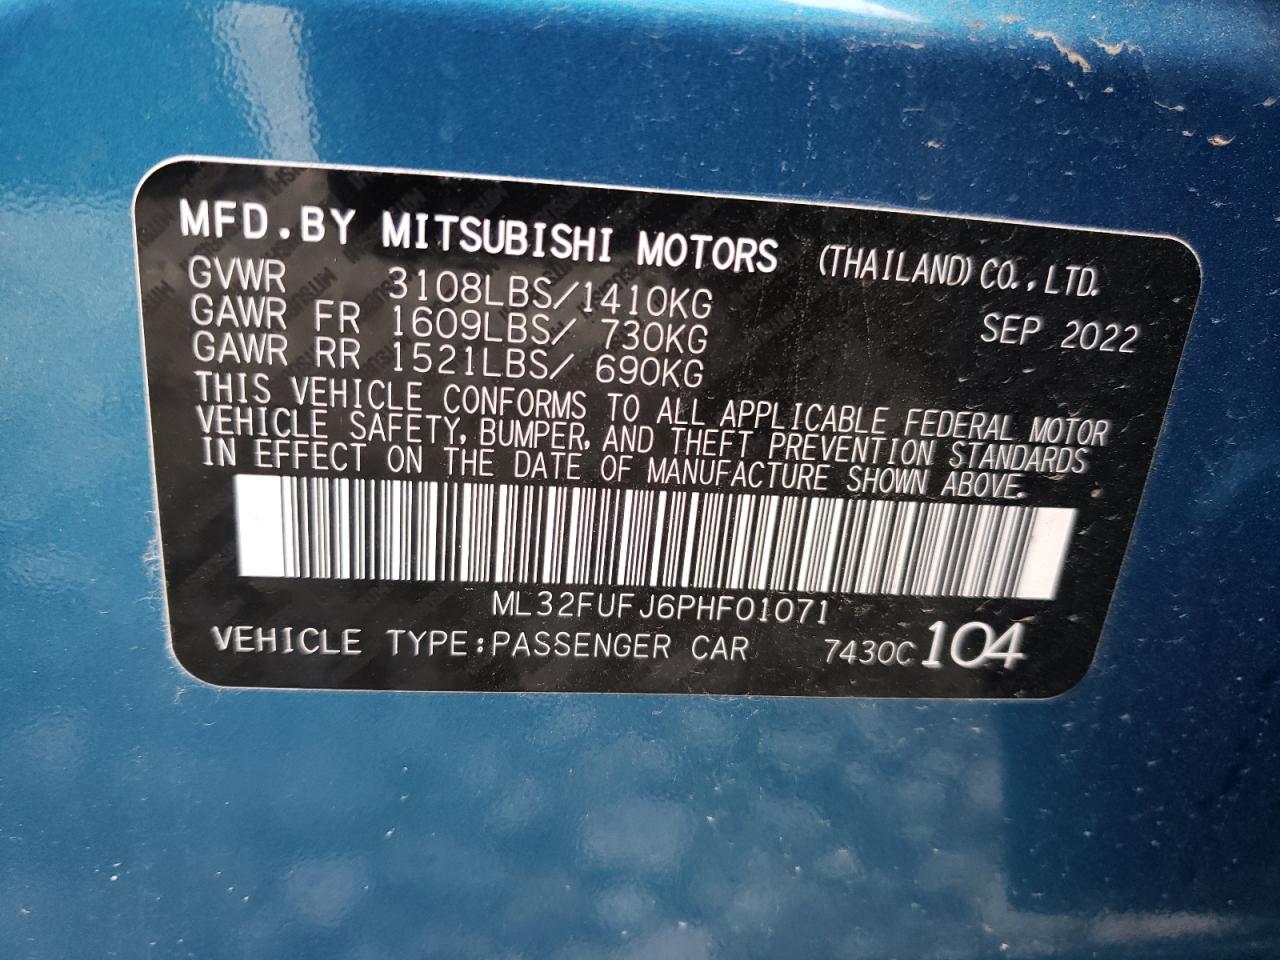 MFD.BY MITSUBISHI MOTORS (THAILAND) CO., LTD.
GVWR 3108LBS/1410KG
GAWR FR 1609LBS/ 730KG SEP 2022
GAWR RR 1521LBS/ 690KG
THIS VEHICLE CONFORMS TO ALL APPLICABLE FEDERAL MOTOR
VEHICLE SAFETY, BUMPER, AND THEFT PREVENTION STANDARDS
IN EFFECT ON THE DATE OF MANUFACTURE SHOWN ABOVE.
ML32FUFJ6PHF01071
VEHICLE TYPE:PASSENGER CAR 7430C 104